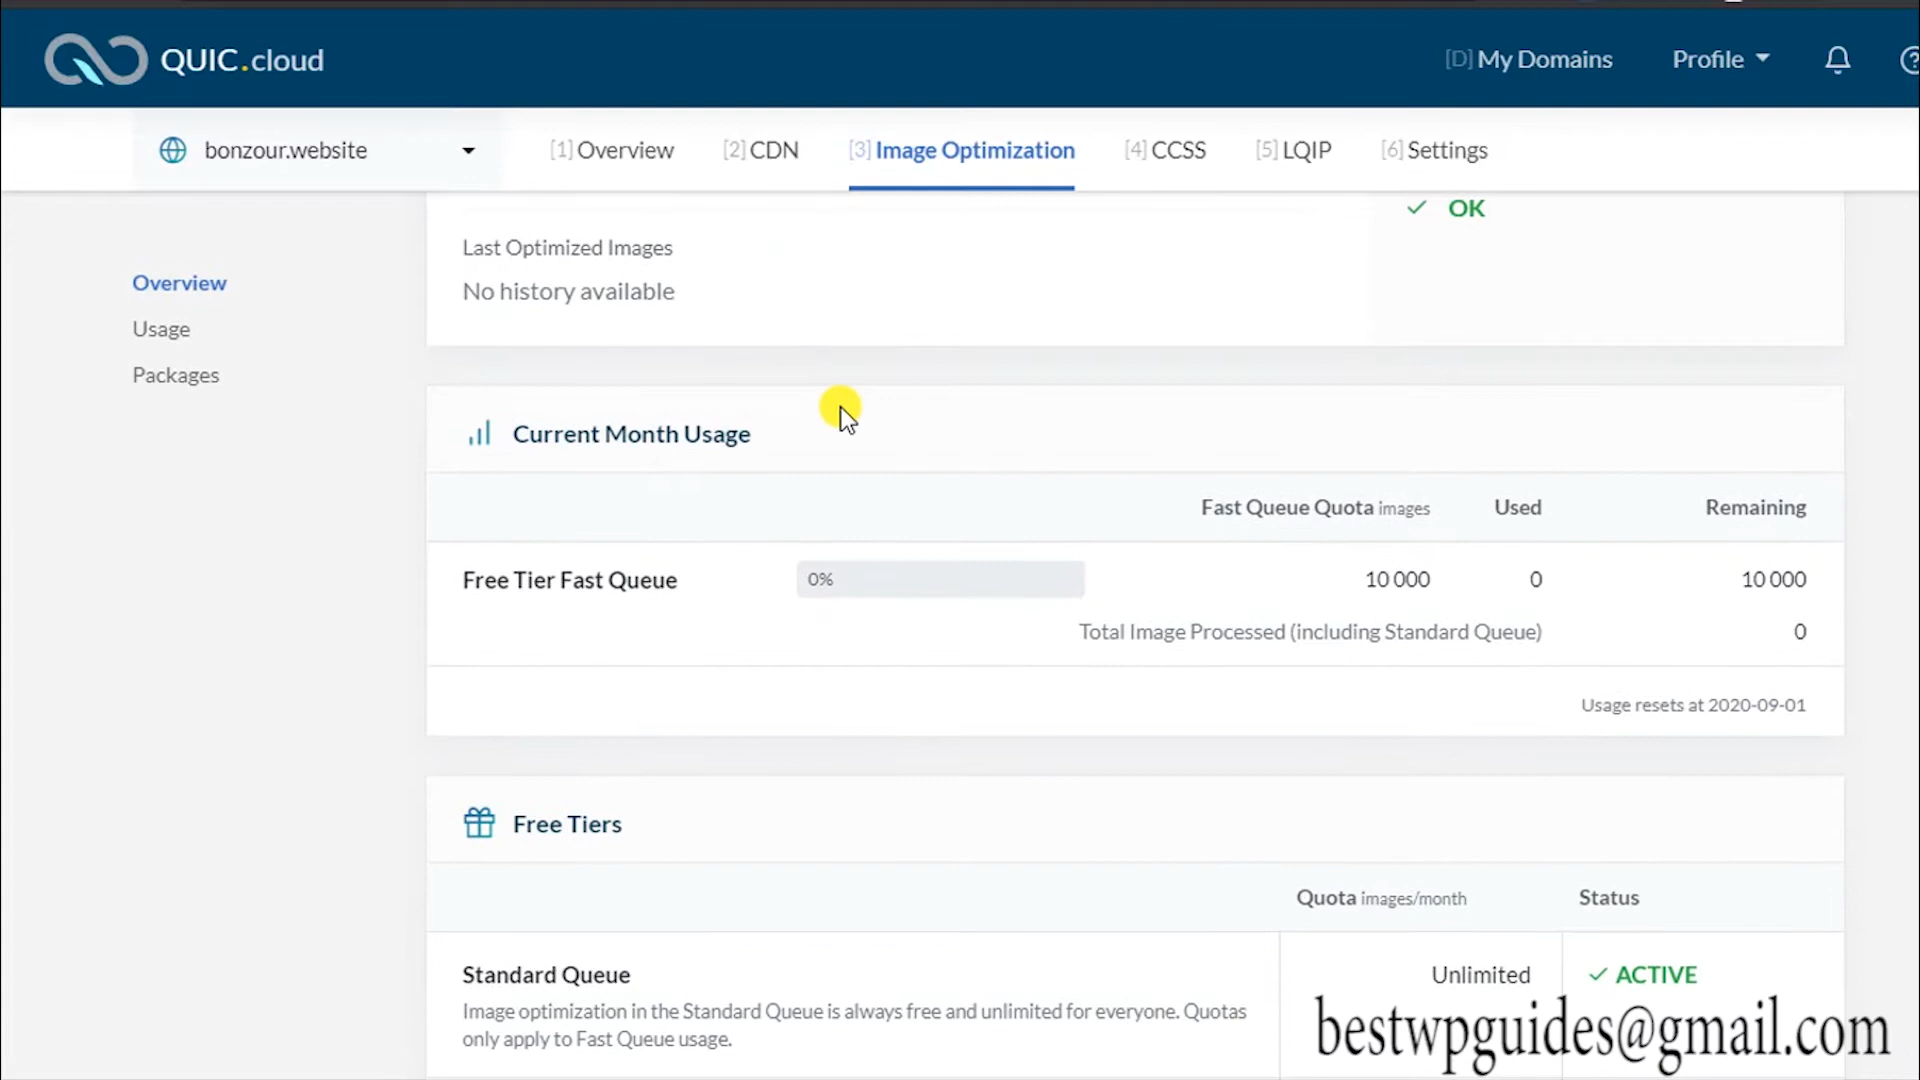 QUIC.cloud
[D] My Domains
Profile
bonzour.website
[1] Overview
[2] CDN
[3] Image Optimization
[4] CCSS
[5] LQIP
[6] Settings
OK
Last Optimized Images
No history available
Overview
Usage
Packages
Current Month Usage
Fast Queue Quota images
Used
Remaining
Free Tier Fast Queue
0%
10 000
0
10 000
Total Image Processed (including Standard Queue)
0
Usage resets at 2020-09-01
Free Tiers
Quota images/month
Status
Standard Queue
Unlimited
ACTIVE
Image optimization in the Standard Queue is always free and unlimited for everyone. Quotas
only apply to Fast Queue usage.
bestwpguides@gmail.com